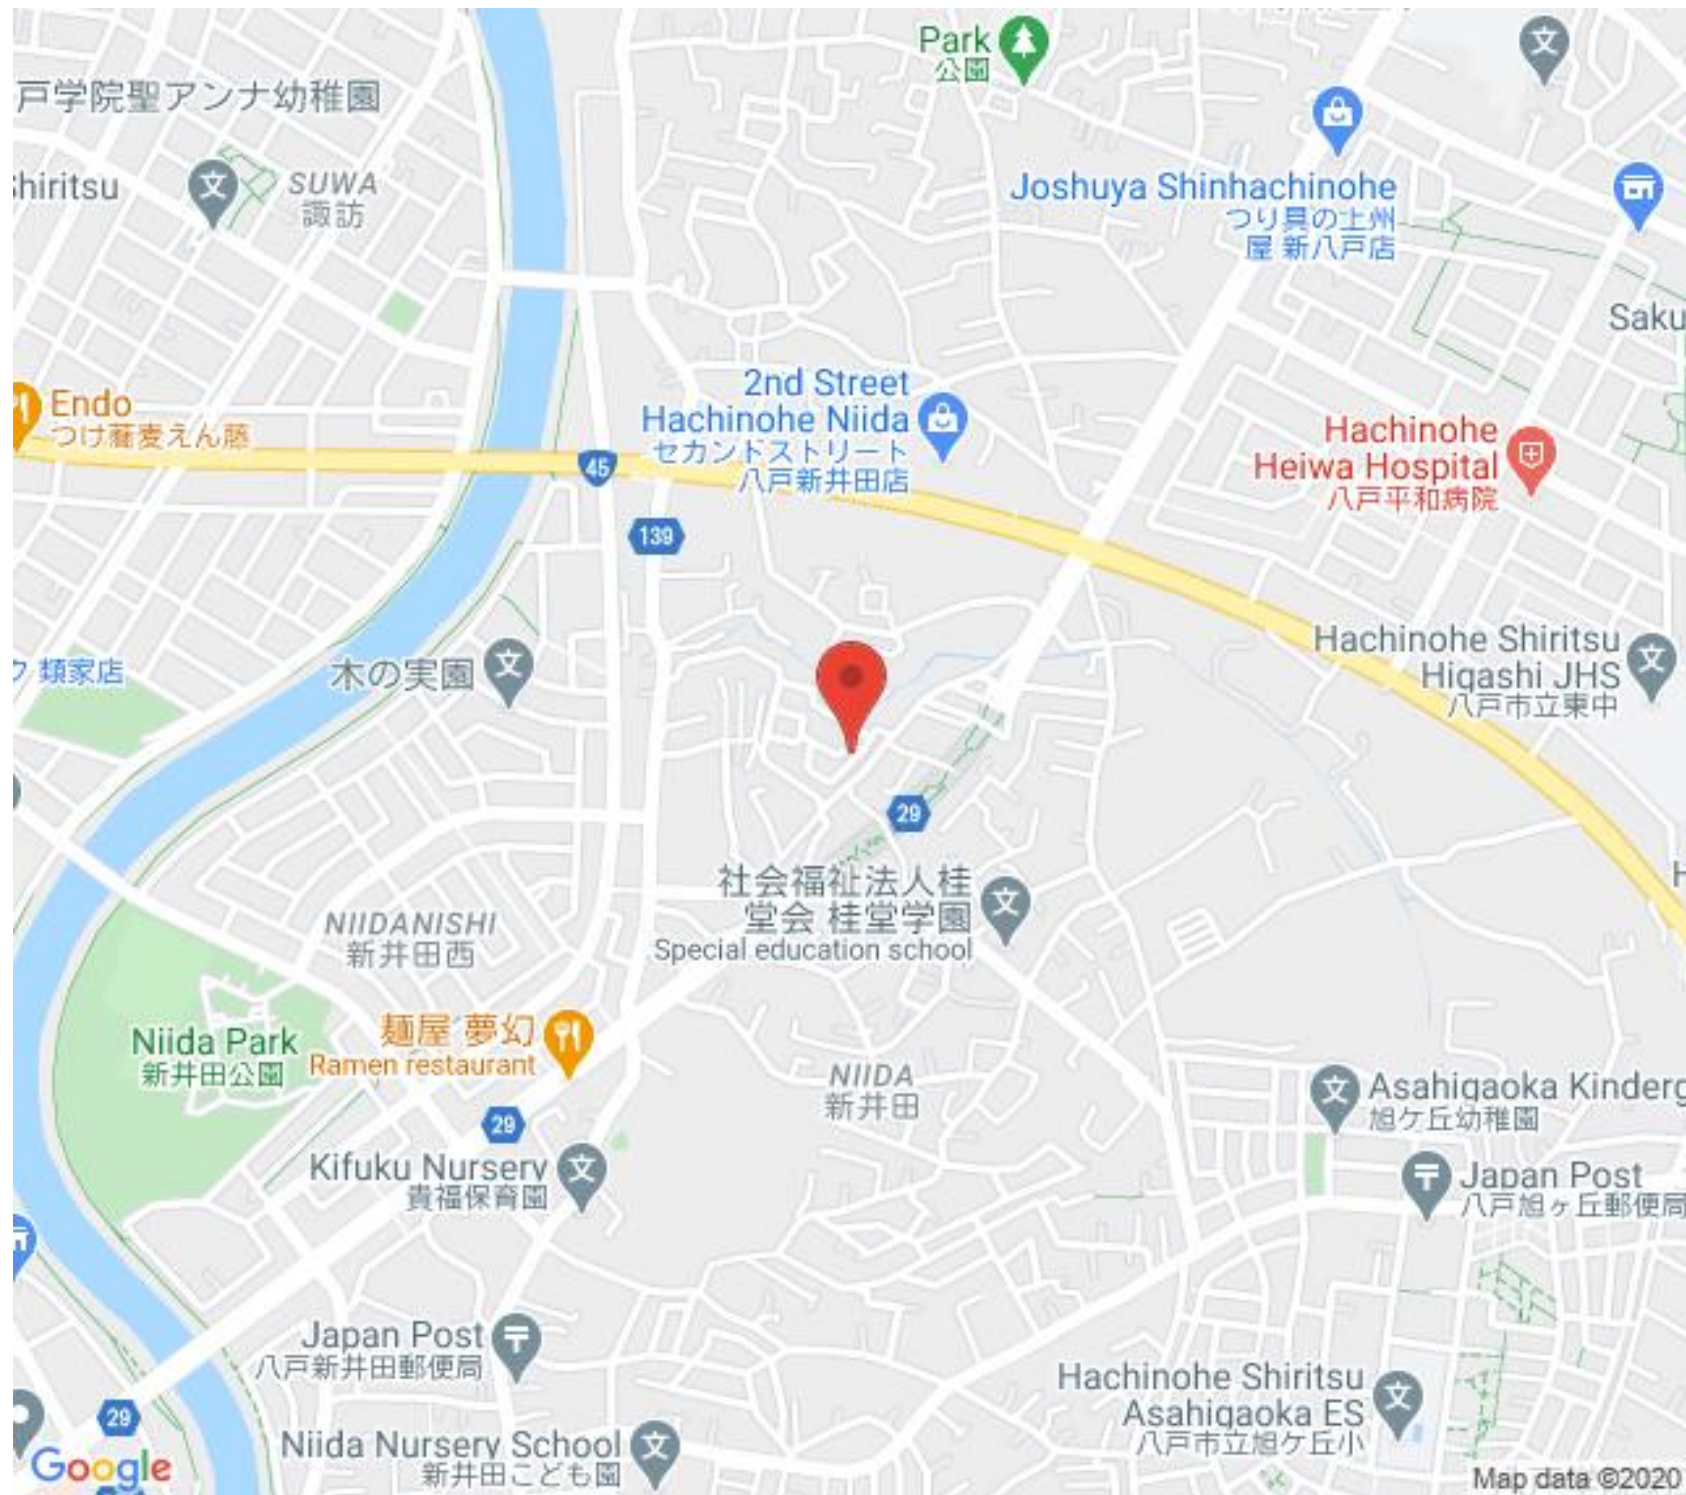 Park
公園
戸学院聖アンナ幼稚園
Shiritsu
SUWA
諏訪
Joshuya Shinhachinohe
つり具の上州
屋 新八戸店
Saku
2nd Street
Hachinohe Niida
セカンドストリート
八戸新井田店
Endo
つけ蕎麦えん藤
45
Hachinohe
Heiwa Hospital
八戸平和病院
139
Hachinohe Shiritsu
Higashi JHS
八戸市立東中
ク 類家店
木の実園
29
社会福祉法人桂
堂会 桂堂学園
Special education school
H
NIIDANISHI
新井田西
麺屋 夢幻
Ramen restaurant
Niida Park
新井田公園
NIIDA
新井田
Asahigaoka Kinderg
旭ケ丘幼稚園
29
Kifuku Nursery
貴福保育園
Japan Post
八戸旭ヶ丘郵便局
Japan Post
八戸新井田郵便局
Hachinohe Shiritsu
Asahigaoka ES
八戸市立旭ケ丘小
29
Niida Nursery School
新井田こども園
Google
Map data ©2020